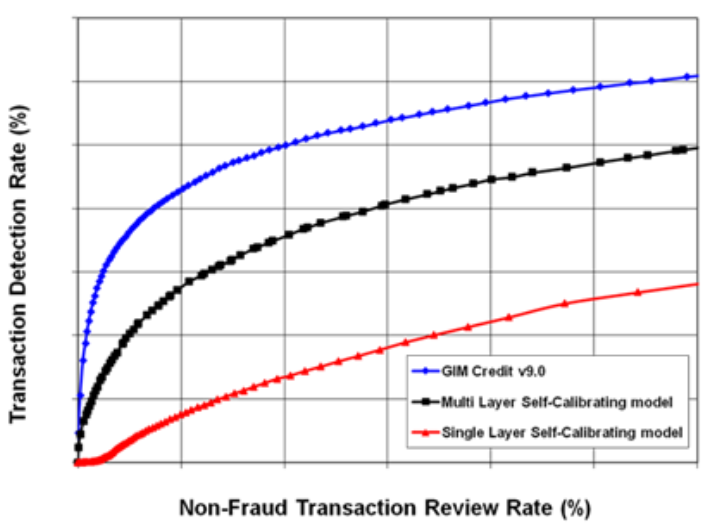 Transaction Detection Rate (%)
GIM Credit v9.0
Multi Layer Self-Calibrating model
Single Layer Self-Calibrating model
Non-Fraud Transaction Review Rate (%)